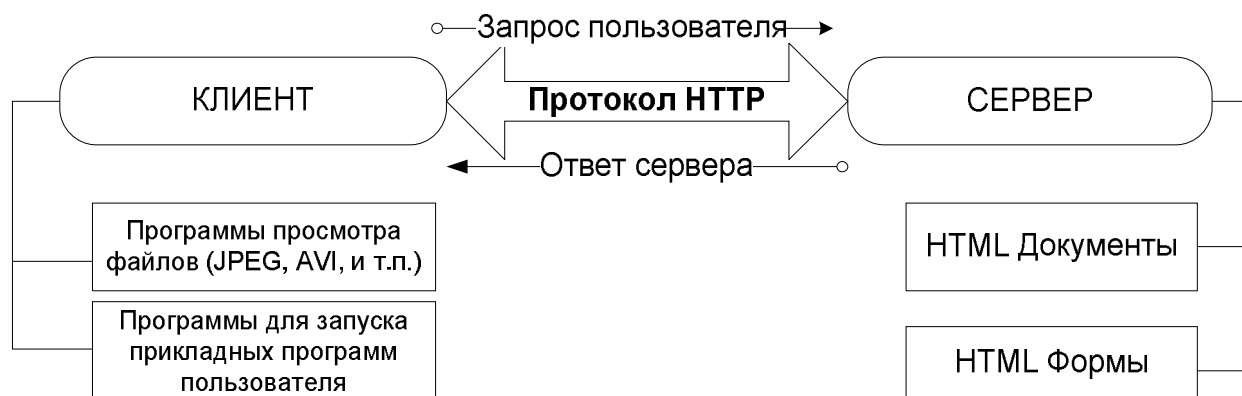 Запрос пользователя
КЛИЕНТ
Протокол HTTP
СЕРВЕР
Ответ сервера
Программы просмотра
файлов (JPEG, AVI, и т.п.)
HTML Документы
Программы для запуска
прикладных программ
пользователя
HTML Формы